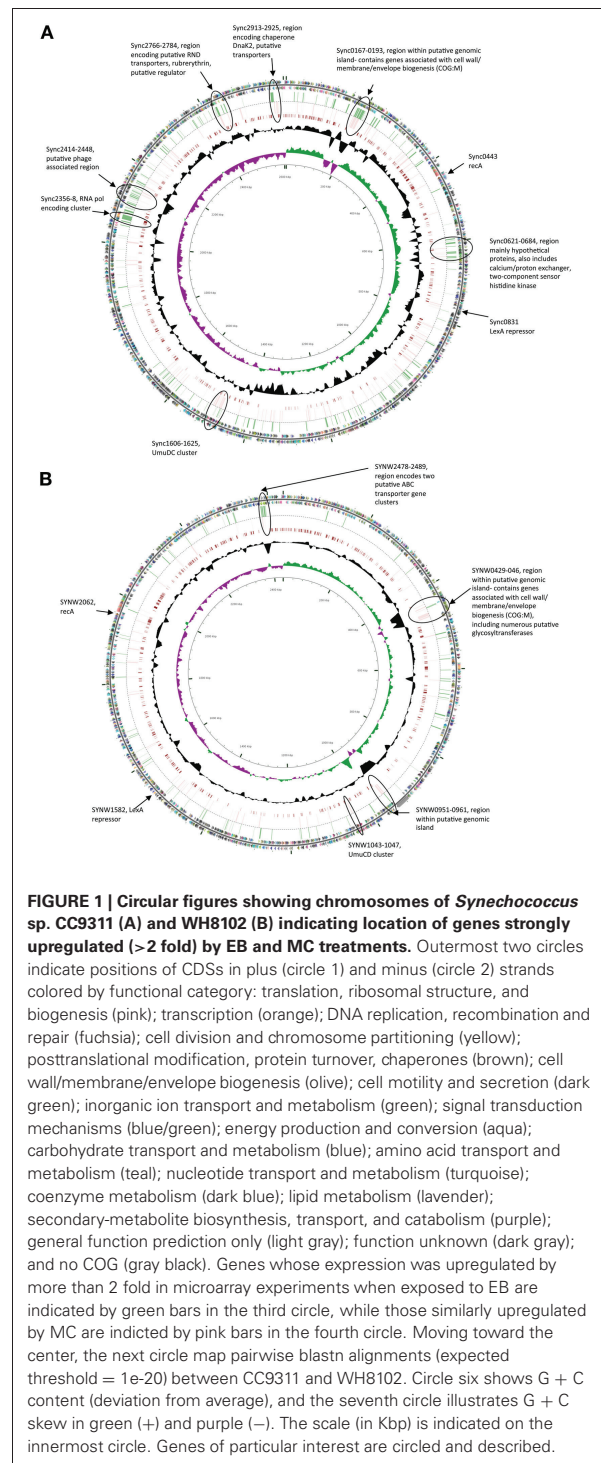 A
Sync2913-2925, region
encoding chaperone
DnaK2, putative
transporters
Sync2766-2784, region
encoding putative RND
transporters, rubrerythrin,
putative regulator
Sync0167-0193, region within putative genomic
island- contains genes associated with cell wall/
membrane/envelope biogenesis (COG:M)
Sync2414-2448,
putative phage
associated region
Sync0443
recA
Sync2356-8, RNA pol
encoding cluster
Sync0621-0684, region
mainly hypothetical
proteins, also includes
calcium/proton exchanger,
two-component sensor
histidine kinase
Sync0831
LexA repressor
Sync1606-1625,
UmuDC cluster
B
SYNW2478-2489,
region encodes two
putative ABC
transporter gene
clusters
SYNW2062,
recA
SYNW0429-046, region
within putative genomic
island- contains genes
associated with cell wall/
membrane/envelope
biogenesis (COG:M),
including numerous putative
glycosyltransferases
SYNW1582, LexA
repressor
SYNW0951-0961, region
within putative genomic
island
SYNW1043-1047,
UmuCD cluster
FIGURE 1 | Circular figures showing chromosomes of Synechococcus
sp. CC9311 (A) and WH8102 (B) indicating location of genes strongly
upregulated (>2 fold) by EB and MC treatments. Outermost two circles
indicate positions of CDSs in plus (circle 1) and minus (circle 2) strands
colored by functional category: translation, ribosomal structure, and
biogenesis (pink); transcription (orange); DNA replication, recombination and
repair (fuchsia); cell division and chromosome partitioning (yellow);
posttranslational modification, protein turnover, chaperones (brown); cell
wall/membrane/envelope biogenesis (olive); cell motility and secretion (dark
green); inorganic ion transport and metabolism (green); signal transduction
mechanisms (blue/green); energy production and conversion (aqua);
carbohydrate transport and metabolism (blue); amino acid transport and
metabolism (teal); nucleotide transport and metabolism (turquoise);
coenzyme metabolism (dark blue); lipid metabolism (lavender);
secondary-metabolite biosynthesis, transport, and catabolism (purple);
general function prediction only (light gray); function unknown (dark gray);
and no COG (gray black). Genes whose expression was upregulated by
more than 2 fold in microarray experiments when exposed to EB are
indicated by green bars in the third circle, while those similarly upregulated
by MC are indicted by pink bars in the fourth circle. Moving toward the
center, the next circle map pairwise blastn alignments (expected
threshold = 1e-20) between CC9311 and WH8102. Circle six shows G + C
content (deviation from average), and the seventh circle illustrates G + C
skew in green (+) and purple (−). The scale (in Kbp) is indicated on the
innermost circle. Genes of particular interest are circled and described.